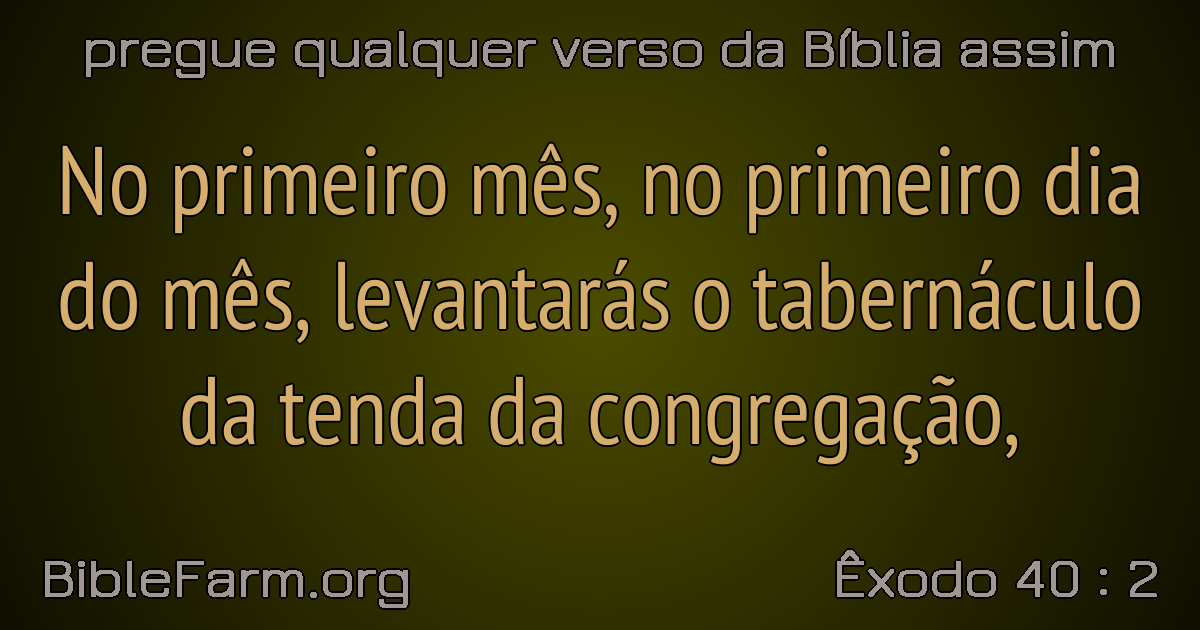 pregue qualquer verso da Bíblia assim
No primeiro mês, no primeiro dia
do mês, levantarás o tabernáculo
da tenda da congregação,
BibleFarm.org
Êxodo 40 : 2